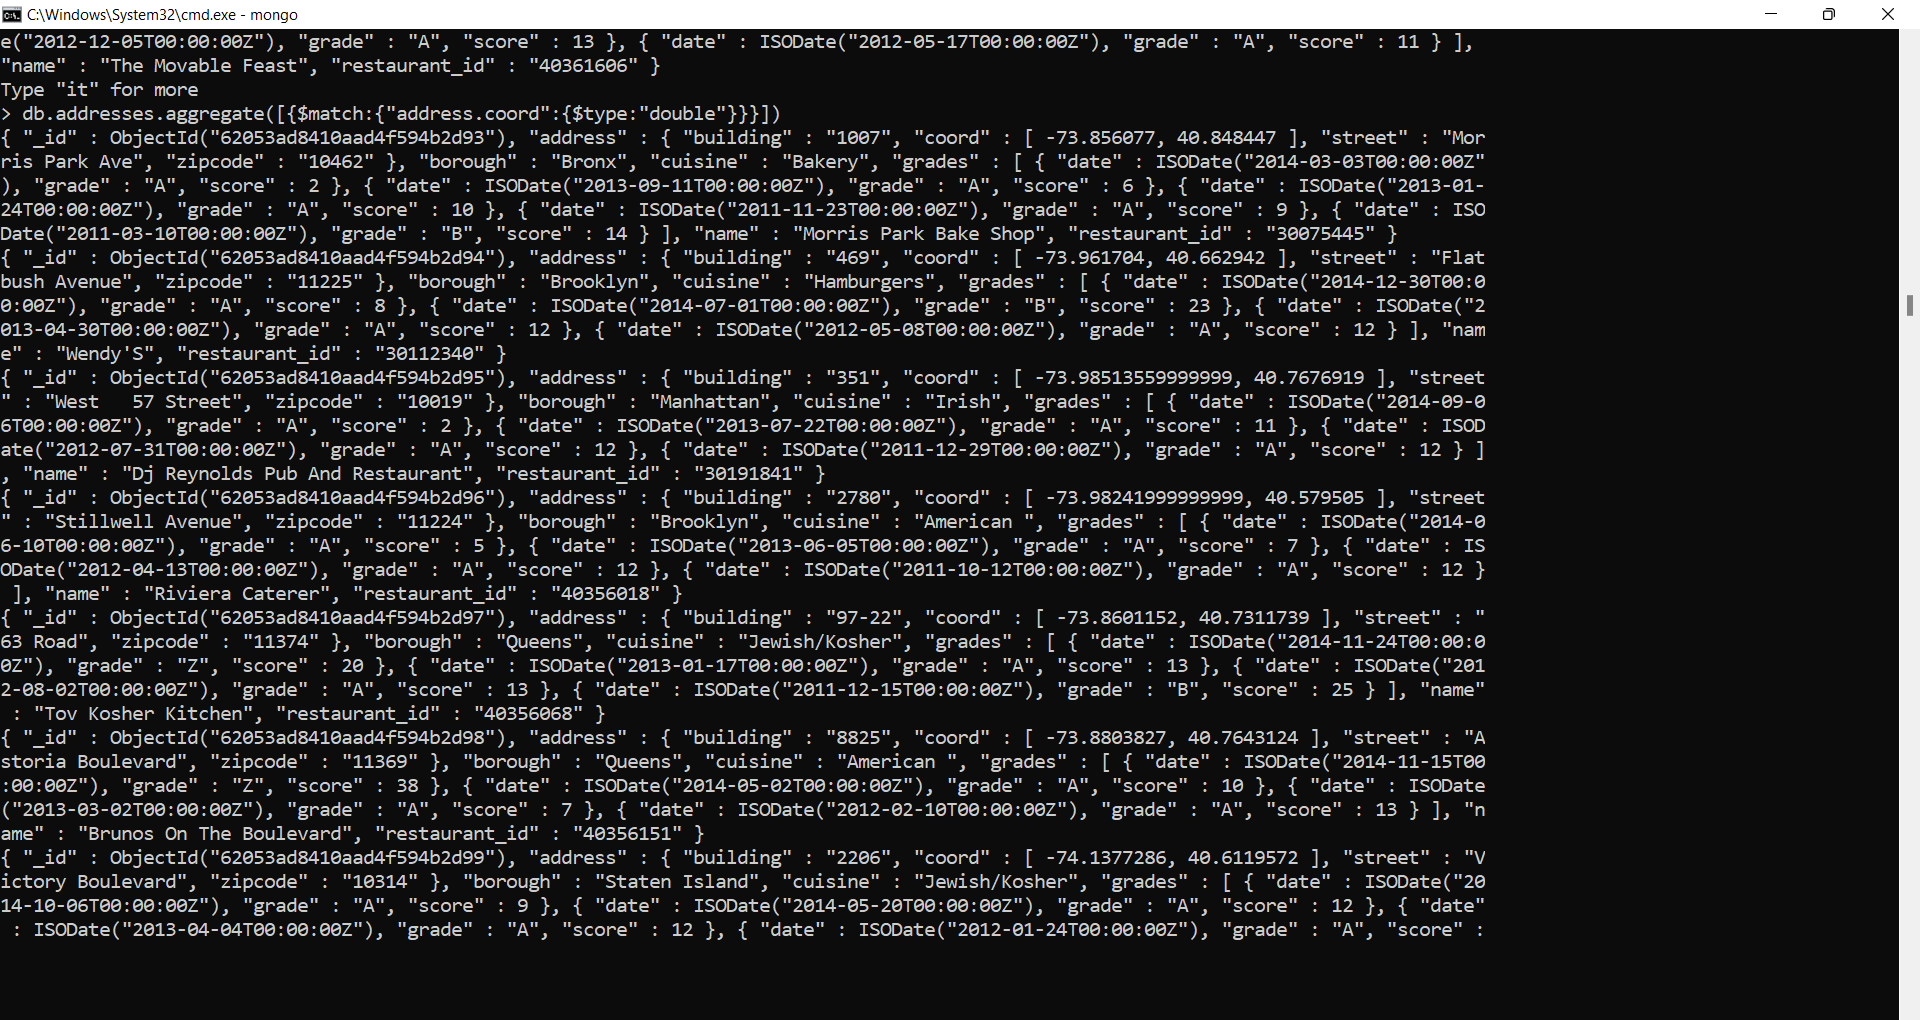 C:\Windows\System32\cmd.exe - mongo
e("2012-12-05T00:00:00Z"), "grade" : "A", "score" : 13 }, { "date" : ISODate("2012-05-17T00:00:00Z"), "grade" : "A", "score" : 11 } ],
"name" : "The Movable Feast", "restaurant_id" : "40361606" }
Type "it" for more
> db.addresses.aggregate([{$match:{"address.coord":{$type:"double"}}}])
{ "_id" : ObjectId("62053ad8410aad4f594b2d93"), "address" : { "building" : "1007", "coord" : [ -73.856077, 40.848447 ], "street" : "Mor
ris Park Ave", "zipcode" : "10462" }, "borough" : "Bronx", "cuisine" : "Bakery", "grades" : [ { "date" : ISODate("2014-03-03T00:00:00Z"
), "grade" : "A", "score" : 2 }, { "date" : ISODate("2013-09-11T00:00:00Z"), "grade" : "A", "score" : 6 }, { "date" : ISODate("2013-01-
24T00:00:00Z"), "grade" : "A", "score" : 10 }, { "date" : ISODate("2011-11-23T00:00:00Z"), "grade" : "A", "score" : 9 }, { "date" : ISO
Date("2011-03-10T00:00:00Z"), "grade" : "B", "score" : 14 } ], "name" : "Morris Park Bake Shop", "restaurant_id" : "30075445" }
{ "_id" : ObjectId("62053ad8410aad4f594b2d94"), "address" : { "building" : "469", "coord" : [ -73.961704, 40.662942 ], "street" : "Flat
bush Avenue", "zipcode" : "11225" }, "borough" : "Brooklyn", "cuisine" : "Hamburgers", "grades" : [ { "date" : ISODate("2014-12-30T00:0
0:00Z"), "grade" : "A", "score" : 8 }, { "date" : ISODate("2014-07-01T00:00:00Z"), "grade" : "B", "score" : 23 }, { "date" : ISODate("2
013-04-30T00:00:00Z"), "grade" : "A", "score" : 12 }, { "date" : ISODate("2012-05-08T00:00:00Z"), "grade" : "A", "score" : 12 } ], "nam
e" : "Wendy'S", "restaurant_id" : "30112340" }
{ "_id" : ObjectId("62053ad8410aad4f594b2d95"), "address" : { "building" : "351", "coord" : [ -73.98513559999999, 40.7676919 ], "street
" : "West   57 Street", "zipcode" : "10019" }, "borough" : "Manhattan", "cuisine" : "Irish", "grades" : [ { "date" : ISODate("2014-09-0
6T00:00:00Z"), "grade" : "A", "score" : 2 }, { "date" : ISODate("2013-07-22T00:00:00Z"), "grade" : "A", "score" : 11 }, { "date" : ISOD
ate("2012-07-31T00:00:00Z"), "grade" : "A", "score" : 12 }, { "date" : ISODate("2011-12-29T00:00:00Z"), "grade" : "A", "score" : 12 } ]
, "name" : "Dj Reynolds Pub And Restaurant", "restaurant_id" : "30191841" }
{ "_id" : ObjectId("62053ad8410aad4f594b2d96"), "address" : { "building" : "2780", "coord" : [ -73.98241999999999, 40.579505 ], "street
" : "Stillwell Avenue", "zipcode" : "11224" }, "borough" : "Brooklyn", "cuisine" : "American ", "grades" : [ { "date" : ISODate("2014-0
6-10T00:00:00Z"), "grade" : "A", "score" : 5 }, { "date" : ISODate("2013-06-05T00:00:00Z"), "grade" : "A", "score" : 7 }, { "date" : IS
ODate("2012-04-13T00:00:00Z"), "grade" : "A", "score" : 12 }, { "date" : ISODate("2011-10-12T00:00:00Z"), "grade" : "A", "score" : 12 }
 ], "name" : "Riviera Caterer", "restaurant_id" : "40356018" }
{ "_id" : ObjectId("62053ad8410aad4f594b2d97"), "address" : { "building" : "97-22", "coord" : [ -73.8601152, 40.7311739 ], "street" : "
63 Road", "zipcode" : "11374" }, "borough" : "Queens", "cuisine" : "Jewish/Kosher", "grades" : [ { "date" : ISODate("2014-11-24T00:00:0
0Z"), "grade" : "Z", "score" : 20 }, { "date" : ISODate("2013-01-17T00:00:00Z"), "grade" : "A", "score" : 13 }, { "date" : ISODate("201
2-08-02T00:00:00Z"), "grade" : "A", "score" : 13 }, { "date" : ISODate("2011-12-15T00:00:00Z"), "grade" : "B", "score" : 25 } ], "name"
 : "Tov Kosher Kitchen", "restaurant_id" : "40356068" }
{ "_id" : ObjectId("62053ad8410aad4f594b2d98"), "address" : { "building" : "8825", "coord" : [ -73.8803827, 40.7643124 ], "street" : "A
storia Boulevard", "zipcode" : "11369" }, "borough" : "Queens", "cuisine" : "American ", "grades" : [ { "date" : ISODate("2014-11-15T00
:00:00Z"), "grade" : "Z", "score" : 38 }, { "date" : ISODate("2014-05-02T00:00:00Z"), "grade" : "A", "score" : 10 }, { "date" : ISODate
("2013-03-02T00:00:00Z"), "grade" : "A", "score" : 7 }, { "date" : ISODate("2012-02-10T00:00:00Z"), "grade" : "A", "score" : 13 } ], "n
ame" : "Brunos On The Boulevard", "restaurant_id" : "40356151" }
{ "_id" : ObjectId("62053ad8410aad4f594b2d99"), "address" : { "building" : "2206", "coord" : [ -74.1377286, 40.6119572 ], "street" : "V
ictory Boulevard", "zipcode" : "10314" }, "borough" : "Staten Island", "cuisine" : "Jewish/Kosher", "grades" : [ { "date" : ISODate("20
14-10-06T00:00:00Z"), "grade" : "A", "score" : 9 }, { "date" : ISODate("2014-05-20T00:00:00Z"), "grade" : "A", "score" : 12 }, { "date"
 : ISODate("2013-04-04T00:00:00Z"), "grade" : "A", "score" : 12 }, { "date" : ISODate("2012-01-24T00:00:00Z"), "grade" : "A", "score" :